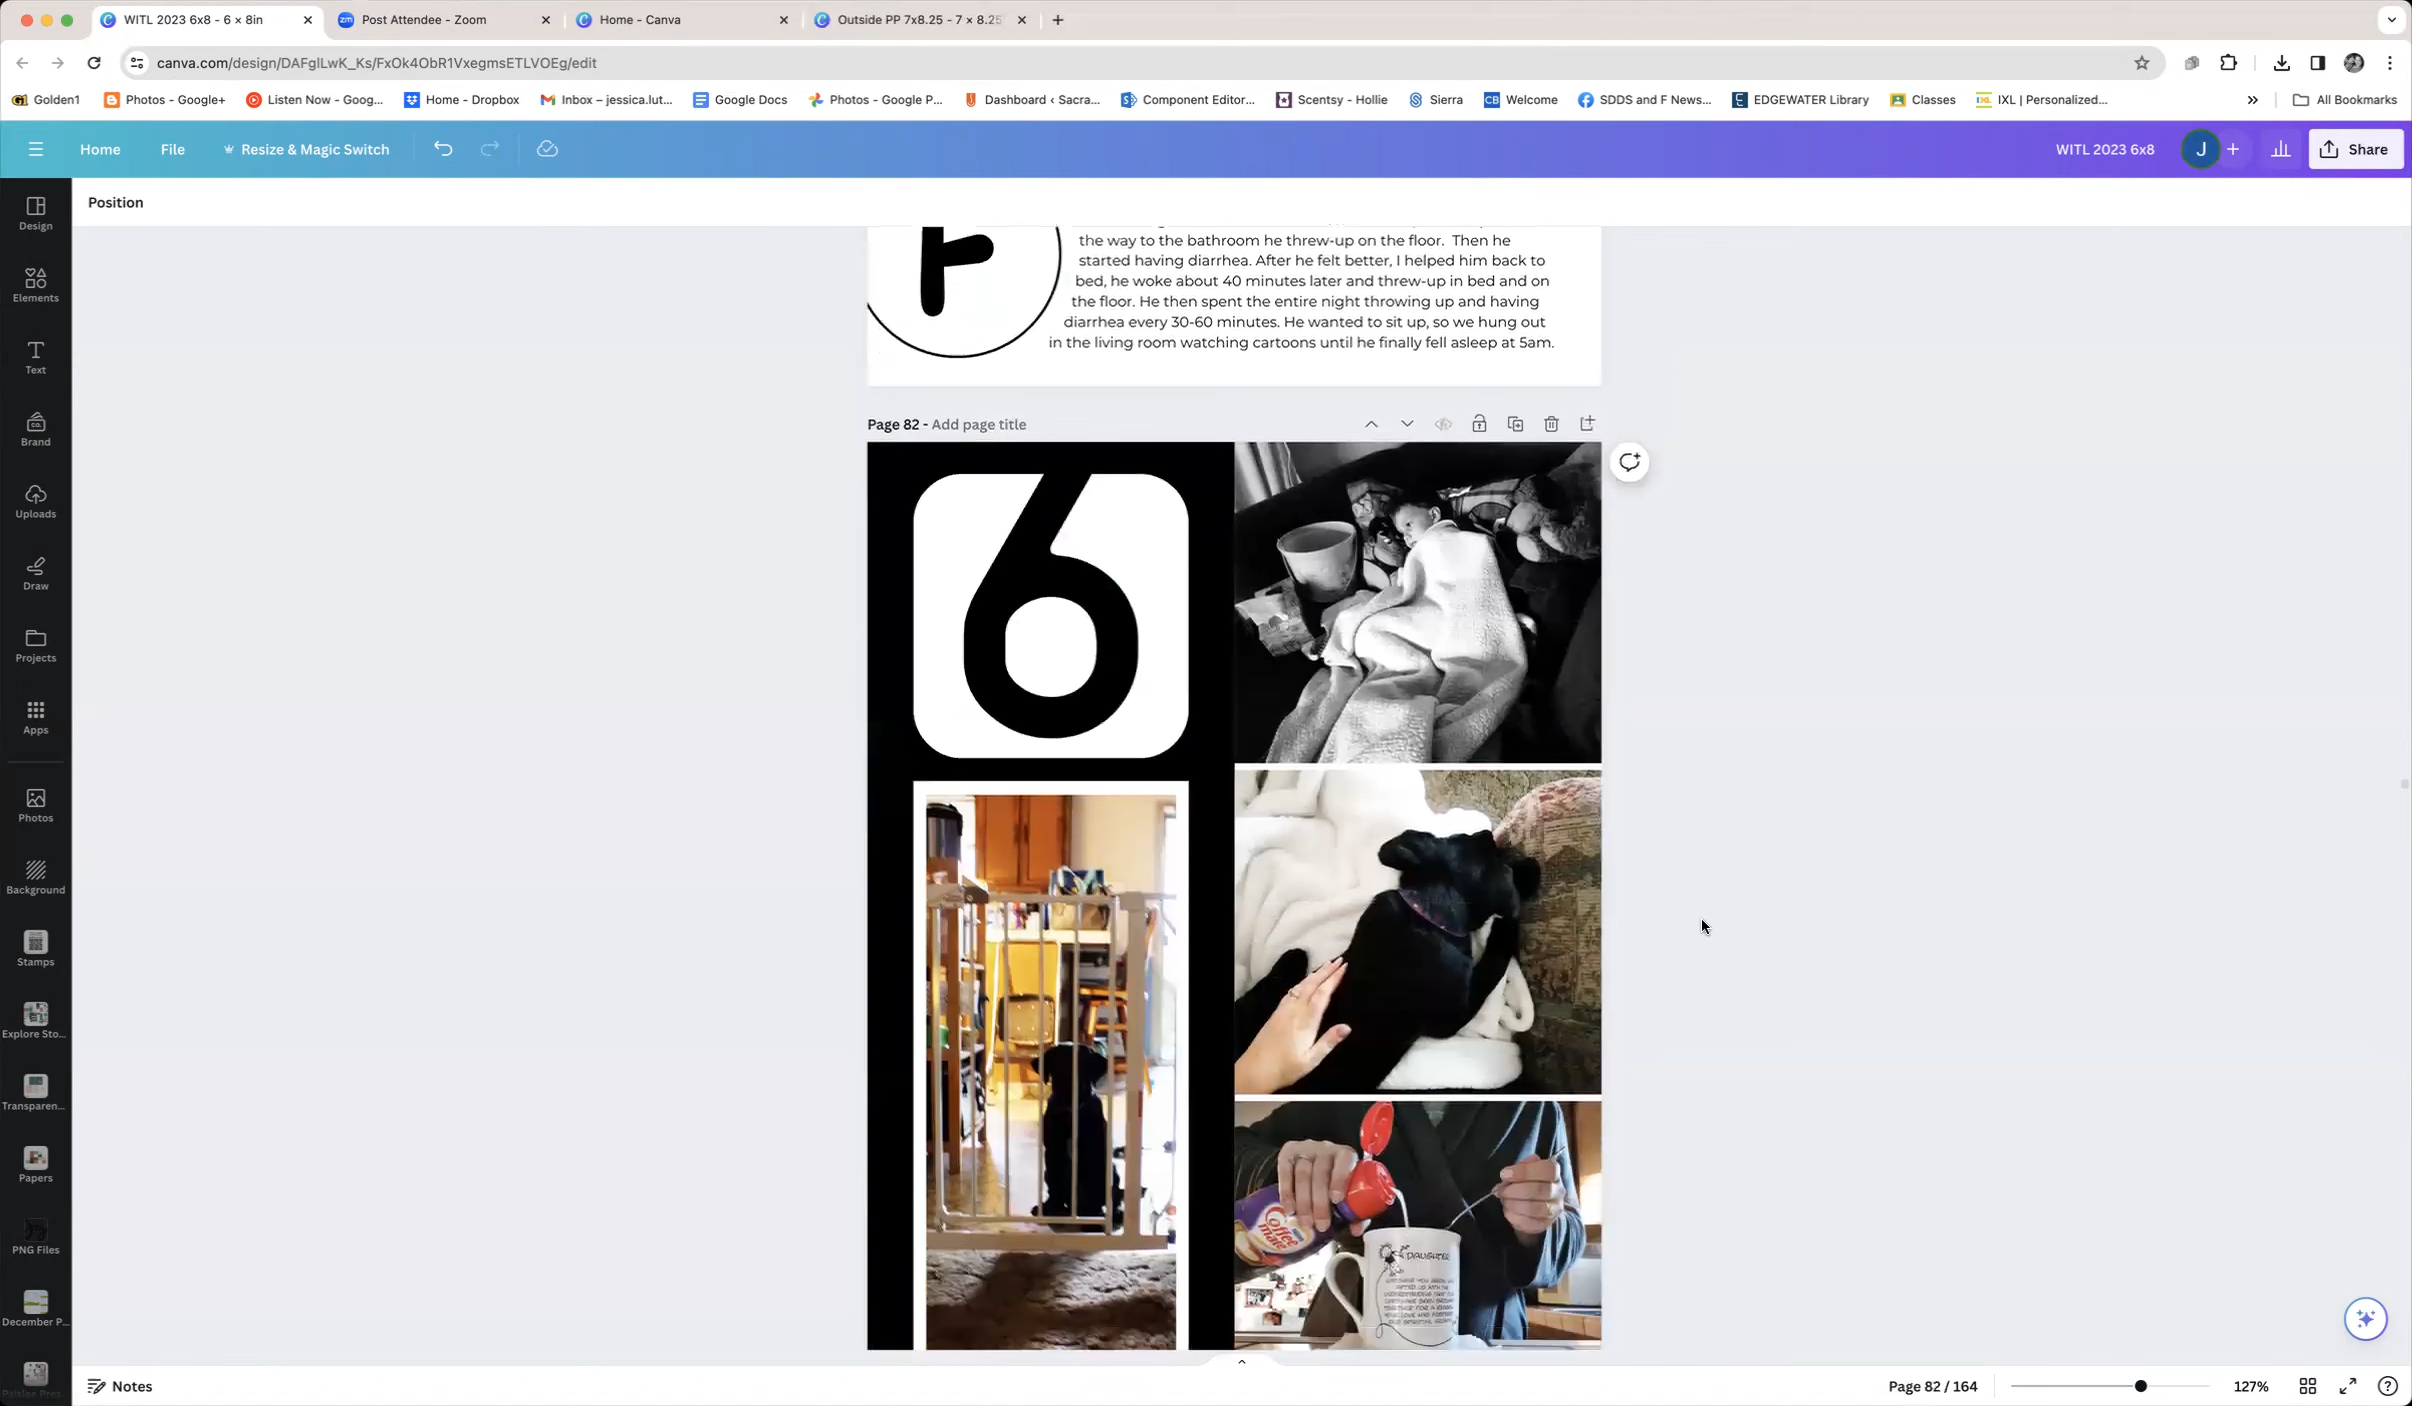 WITL 2023 6x8 - 6 × 8in
Post Attendee - Zoom
Home - Canva
Outside PP 7x8.25 - 7 × 8.25
canva.com/design/DAFglLwK_Ks/FxOk4ObR1VxegmsETLVOEg/edit
Golden1
Photos - Google+
Listen Now - Goog...
Home - Dropbox
Inbox – jessica.lut...
Google Docs
Photos - Google P...
Dashboard ‹ Sacra...
Component Editor...
Scentsy - Hollie
Sierra
Welcome
SDDS and F News...
EDGEWATER Library
Classes
IXL | Personalized...
All Bookmarks
Home
File
Resize & Magic Switch
WITL 2023 6x8
J
Share
Position
Design
Elements
Text
Brand
Uploads
Draw
Projects
Apps
Photos
Background
Stamps
Explore Sto...
Transparen...
Papers
PNG Files
December P...
F
the way to the bathroom he threw-up on the floor. Then he
started having diarrhea. After he felt better, I helped him back to
bed, he woke about 40 minutes later and threw-up in bed and on
the floor. He then spent the entire night throwing up and having
diarrhea every 30-60 minutes. He wanted to sit up, so we hung out
in the living room watching cartoons until he finally fell asleep at 5am.
Page 82 - Add page title
6
Coffee
mate
DAUGHTER
Notes
Page 82 / 164
127%